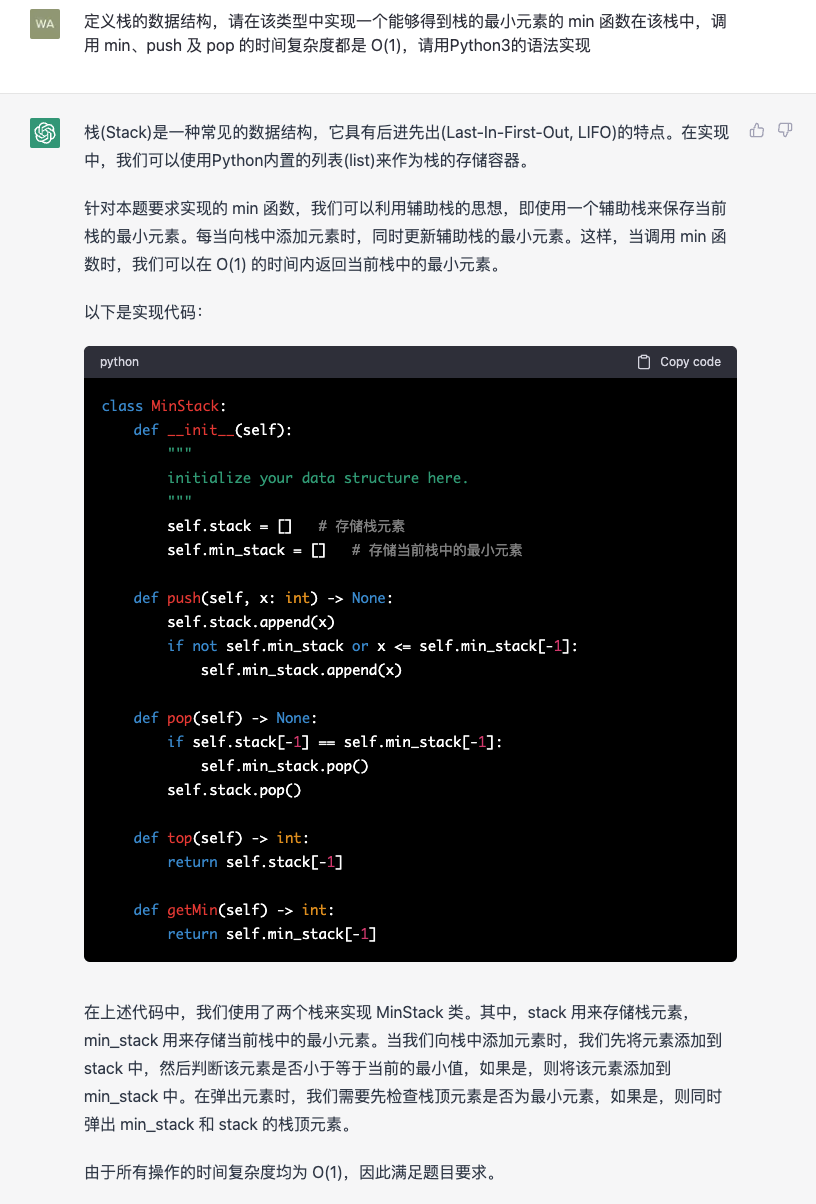 WA
定义栈的数据结构，请在该类型中实现一个能够得到栈的最小元素的 min 函数在该栈中，调
用 min、push 及 pop 的时间复杂度都是 O(1)，请用Python3的语法实现
栈(Stack)是一种常见的数据结构，它具有后进先出(Last-In-First-Out, LIFO)的特点。在实现
中，我们可以使用Python内置的列表(list)来作为栈的存储容器。
针对本题要求实现的 min 函数，我们可以利用辅助栈的思想，即使用一个辅助栈来保存当前
栈的最小元素。每当向栈中添加元素时，同时更新辅助栈的最小元素。这样，当调用 min 函
数时，我们可以在 O(1) 的时间内返回当前栈中的最小元素。
以下是实现代码：
python Copy code
class MinStack:
    def __init__(self):
        """
        initialize your data structure here.
        """
        self.stack = []   # 存储栈元素
        self.min_stack = []   # 存储当前栈中的最小元素
    def push(self, x: int) -> None:
        self.stack.append(x)
        if not self.min_stack or x <= self.min_stack[-1]:
            self.min_stack.append(x)
    def pop(self) -> None:
        if self.stack[-1] == self.min_stack[-1]:
            self.min_stack.pop()
        self.stack.pop()
    def top(self) -> int:
        return self.stack[-1]
    def getMin(self) -> int:
        return self.min_stack[-1]
在上述代码中，我们使用了两个栈来实现 MinStack 类。其中，stack 用来存储栈元素，
min_stack 用来存储当前栈中的最小元素。当我们向栈中添加元素时，我们先将元素添加到
stack 中，然后判断该元素是否小于等于当前的最小值，如果是，则将该元素添加到
min_stack 中。在弹出元素时，我们需要先检查栈顶元素是否为最小元素，如果是，则同时
弹出 min_stack 和 stack 的栈顶元素。
由于所有操作的时间复杂度均为 O(1)，因此满足题目要求。